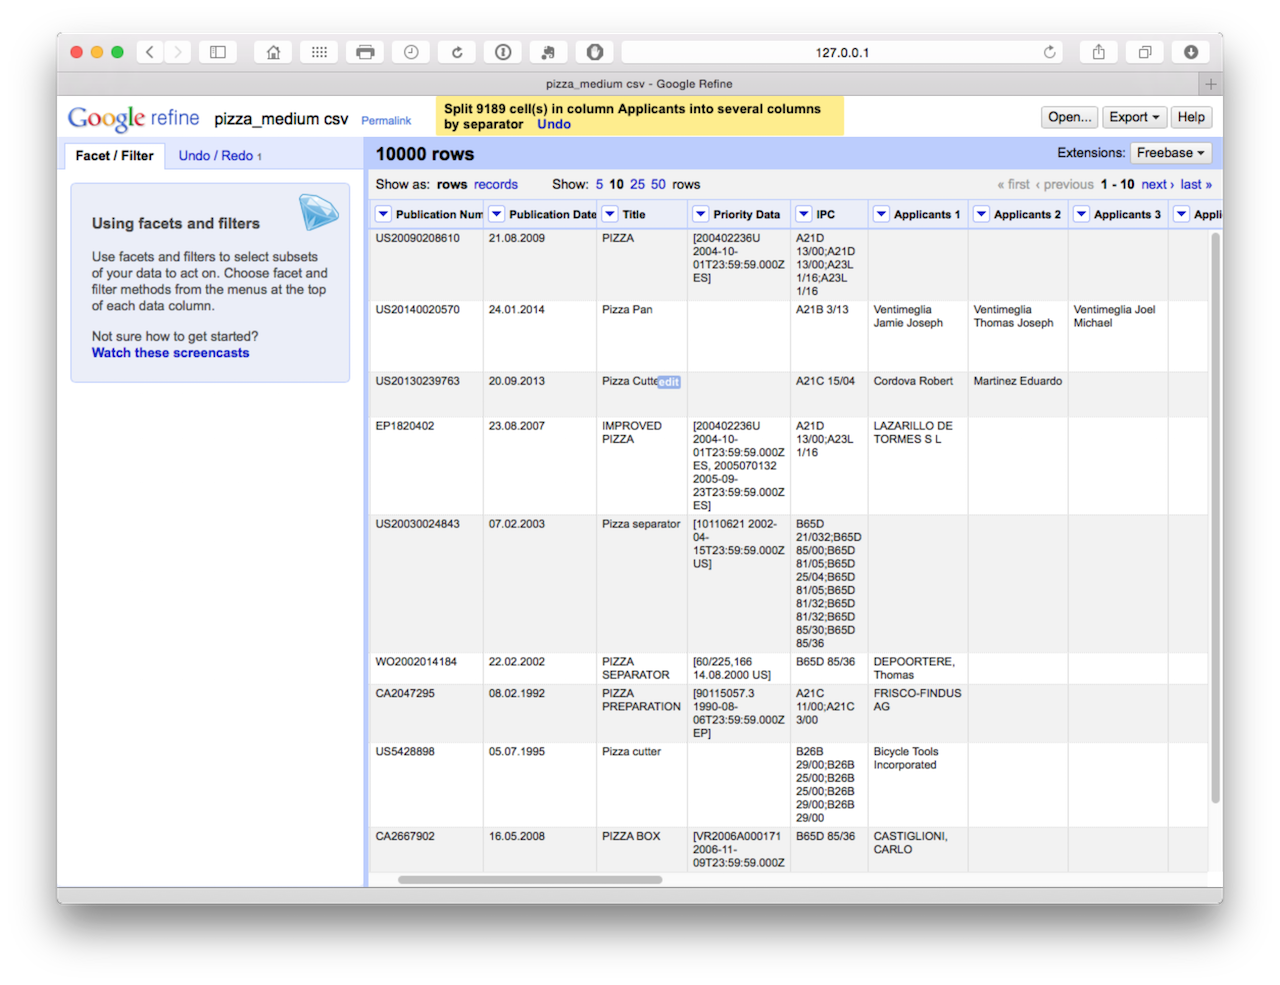 127.0.0.1
pizza_medium csv - Google Refine
Google refine pizza_medium csv Permalink
Split 9189 cell(s) in column Applicants into several columns
by separator Undo
Open... Export Help
Facet / Filter Undo / Redo 1
10000 rows
Extensions: Freebase
Show as: rows records Show: 5 10 25 50 rows
« first ‹ previous 1 - 10 next › last »
Using facets and filters
Use facets and filters to select subsets
of your data to act on. Choose facet and
filter methods from the menus at the top
of each data column.
Not sure how to get started?
Watch these screencasts
Publication Num Publication Date Title Priority Data IPC Applicants 1 Applicants 2 Applicants 3 Appli
US20090208610
21.08.2009
PIZZA
[200402236U
2004-10-
01T23:59:59.000Z
ES]
A21D
13/00;A21D
13/00;A23L
1/16;A23L
1/16
US20140020570
24.01.2014
Pizza Pan
A21B 3/13
Ventimeglia
Jamie Joseph
Ventimeglia
Thomas Joseph
Ventimeglia Joel
Michael
US20130239763
20.09.2013
Pizza Cutte edit
A21C 15/04
Cordova Robert
Martinez Eduardo
EP1820402
23.08.2007
IMPROVED
PIZZA
[200402236U
2004-10-
01T23:59:59.000Z
ES, 2005070132
2005-09-
23T23:59:59.000Z
ES]
A21D
13/00;A23L
1/16
LAZARILLO DE
TORMES S L
US20030024843
07.02.2003
Pizza separator
[10110621 2002-
04-
15T23:59:59.000Z
US]
B65D
21/032;B65D
85/00;B65D
81/05;B65D
25/04;B65D
81/05;B65D
81/32;B65D
81/32;B65D
85/30;B65D
85/36
WO2002014184
22.02.2002
PIZZA
SEPARATOR
[60/225,166
14.08.2000 US]
B65D 85/36
DEPOORTERE,
Thomas
CA2047295
08.02.1992
PIZZA
PREPARATION
[90115057.3
1990-08-
06T23:59:59.000Z
EP]
A21C
11/00;A21C
3/00
FRISCO-FINDUS
AG
US5428898
05.07.1995
Pizza cutter
B26B
29/00;B26B
25/00;B26B
25/00;B26B
29/00;B26B
29/00
Bicycle Tools
Incorporated
CA2667902
16.05.2008
PIZZA BOX
[VR2006A000171
2006-11-
09T23:59:59.000Z
B65D 85/36
CASTIGLIONI,
CARLO